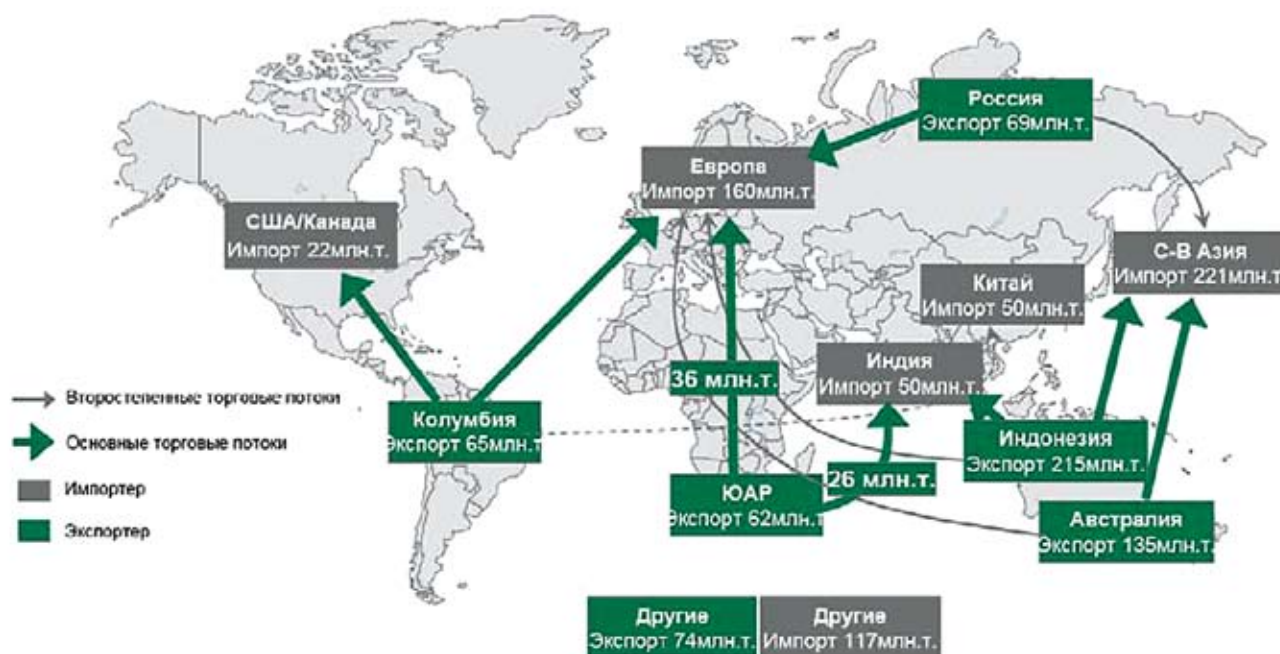 Россия
Экспорт 69млн.т.
Европа
Импорт 160млн.т.
США/Канада
Импорт 22млн.т.
С-В Азия
Импорт 221млн.т
Китай
Импорт 50млн.т.
Индия
Импорт 50млн.т.
36 млн.т.
Второстепенные торговые потоки
Колумбия
Экспорт 65млн.т
Основные торговые потоки
Индонезия
Экспорт 215млн.т.
26 млн.т.
Импортер
ЮАР
Экспорт 62млн.т
Австралия
Экспорт 135млн.т.
Экспортер
Другие
Экспорт 74млн.т.
Другие
Импорт 117млн.т.